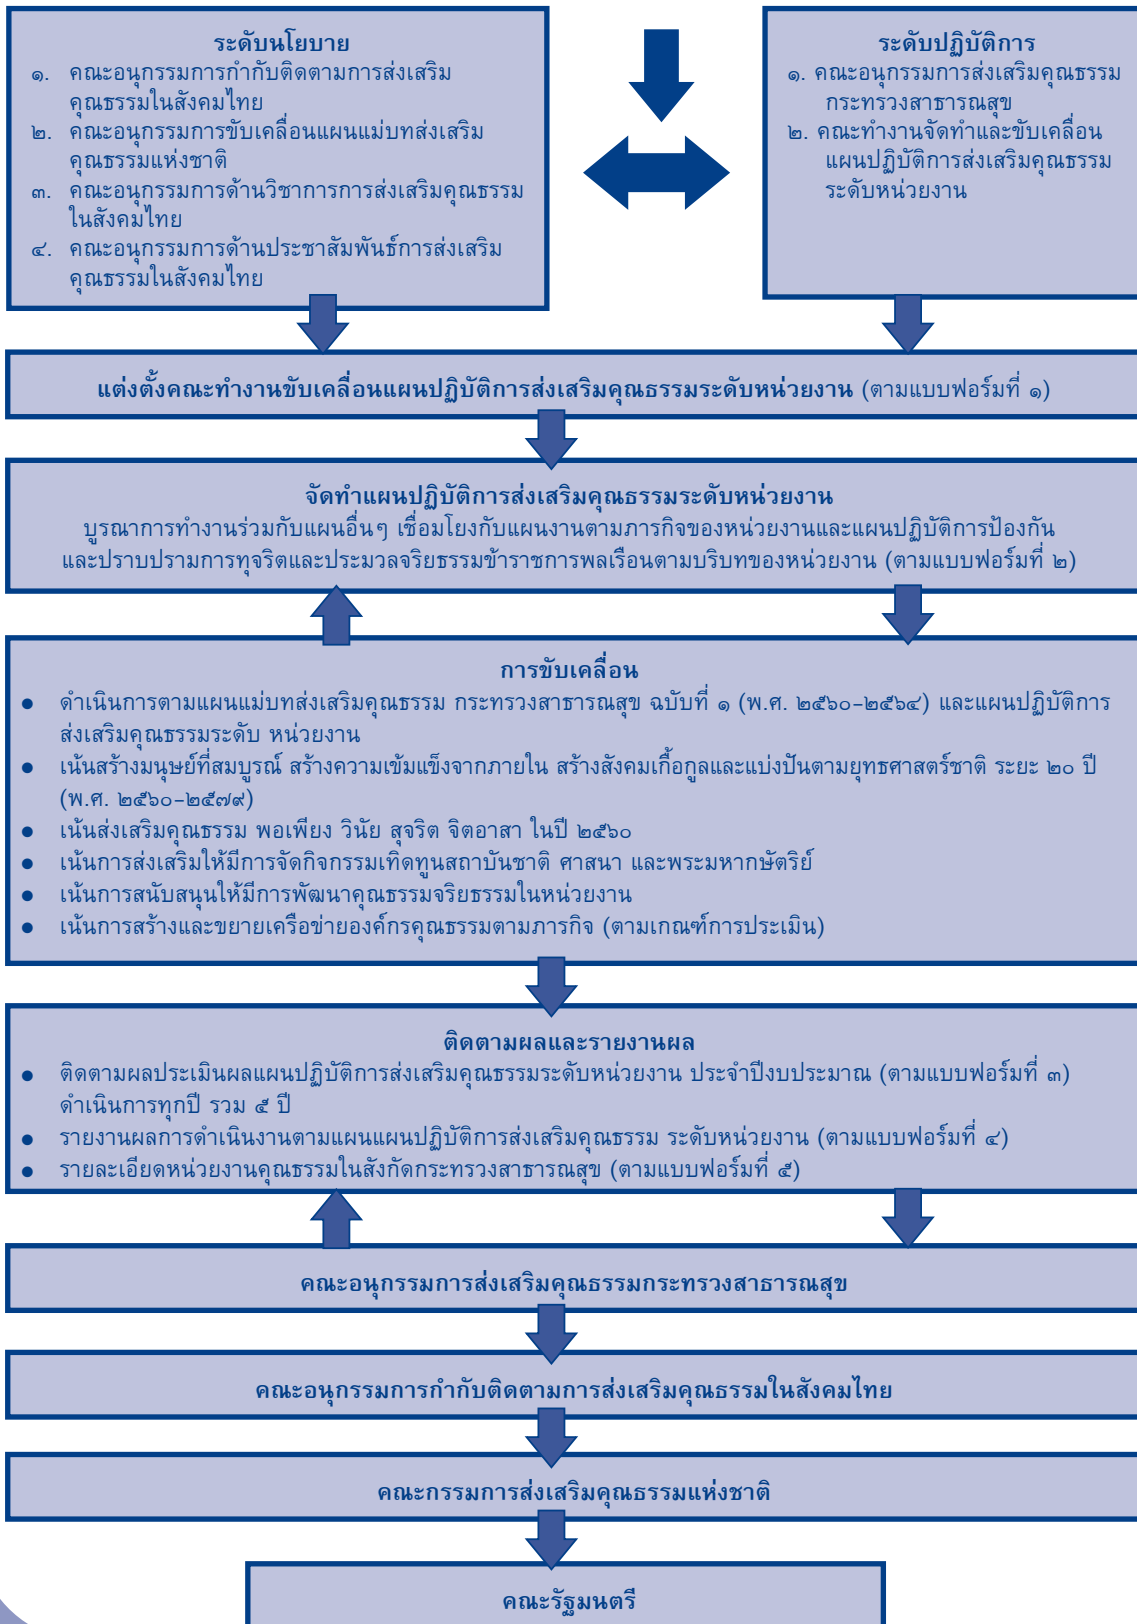 ระดับนโยบาย
๑. คณะอนุกรรมการกำกับติดตามการส่งเสริม
คุณธรรมในสังคมไทย
๒. คณะอนุกรรมการขับเคลื่อนแผนแม่บทส่งเสริม
คุณธรรมแห่งชาติ
๓. คณะอนุกรรมการด้านวิชาการการส่งเสริมคุณธรรม
ในสังคมไทย
๔. คณะอนุกรรมการด้านประชาสัมพันธ์การส่งเสริม
คุณธรรมในสังคมไทย
ระดับปฏิบัติการ
๑. คณะอนุกรรมการส่งเสริมคุณธรรม
กระทรวงสาธารณสุข
๒. คณะทำงานจัดทำและขับเคลื่อน
แผนปฏิบัติการส่งเสริมคุณธรรม
ระดับหน่วยงาน
แต่งตั้งคณะทำงานขับเคลื่อนแผนปฏิบัติการส่งเสริมคุณธรรมระดับหน่วยงาน (ตามแบบฟอร์มที่ ๑)
จัดทำแผนปฏิบัติการส่งเสริมคุณธรรมระดับหน่วยงาน
บูรณาการทำงานร่วมกับแผนอื่นๆ เชื่อมโยงกับแผนงานตามภารกิจของหน่วยงานและแผนปฏิบัติการป้องกัน
และปราบปรามการทุจริตและประมวลจริยธรรมข้าราชการพลเรือนตามบริบทของหน่วยงาน (ตามแบบฟอร์มที่ ๒)
การขับเคลื่อน
● ดำเนินการตามแผนแม่บทส่งเสริมคุณธรรม กระทรวงสาธารณสุข ฉบับที่ ๑ (พ.ศ. ๒๕๖๐-๒๕๖๔) และแผนปฏิบัติการ
ส่งเสริมคุณธรรมระดับ หน่วยงาน
● เน้นสร้างมนุษย์ที่สมบูรณ์ สร้างความเข้มแข็งจากภายใน สร้างสังคมเกื้อกูลและแบ่งปันตามยุทธศาสตร์ชาติ ระยะ ๒๐ ปี
(พ.ศ. ๒๕๖๐-๒๕๗๙)
● เน้นส่งเสริมคุณธรรม พอเพียง วินัย สุจริต จิตอาสา ในปี ๒๕๖๐
● เน้นการส่งเสริมให้มีการจัดกิจกรรมเทิดทูนสถาบันชาติ ศาสนา และพระมหากษัตริย์
● เน้นการสนับสนุนให้มีการพัฒนาคุณธรรมจริยธรรมในหน่วยงาน
● เน้นการสร้างและขยายเครือข่ายองค์กรคุณธรรมตามภารกิจ (ตามเกณฑ์การประเมิน)
ติดตามผลและรายงานผล
● ติดตามผลประเมินผลแผนปฏิบัติการส่งเสริมคุณธรรมระดับหน่วยงาน ประจำปีงบประมาณ (ตามแบบฟอร์มที่ ๓)
ดำเนินการทุกปี รวม ๕ ปี
● รายงานผลการดำเนินงานตามแผนแผนปฏิบัติการส่งเสริมคุณธรรม ระดับหน่วยงาน (ตามแบบฟอร์มที่ ๔)
● รายละเอียดหน่วยงานคุณธรรมในสังกัดกระทรวงสาธารณสุข (ตามแบบฟอร์มที่ ๕)
คณะอนุกรรมการส่งเสริมคุณธรรมกระทรวงสาธารณสุข
คณะอนุกรรมการกำกับติดตามการส่งเสริมคุณธรรมในสังคมไทย
คณะกรรมการส่งเสริมคุณธรรมแห่งชาติ
คณะรัฐมนตรี